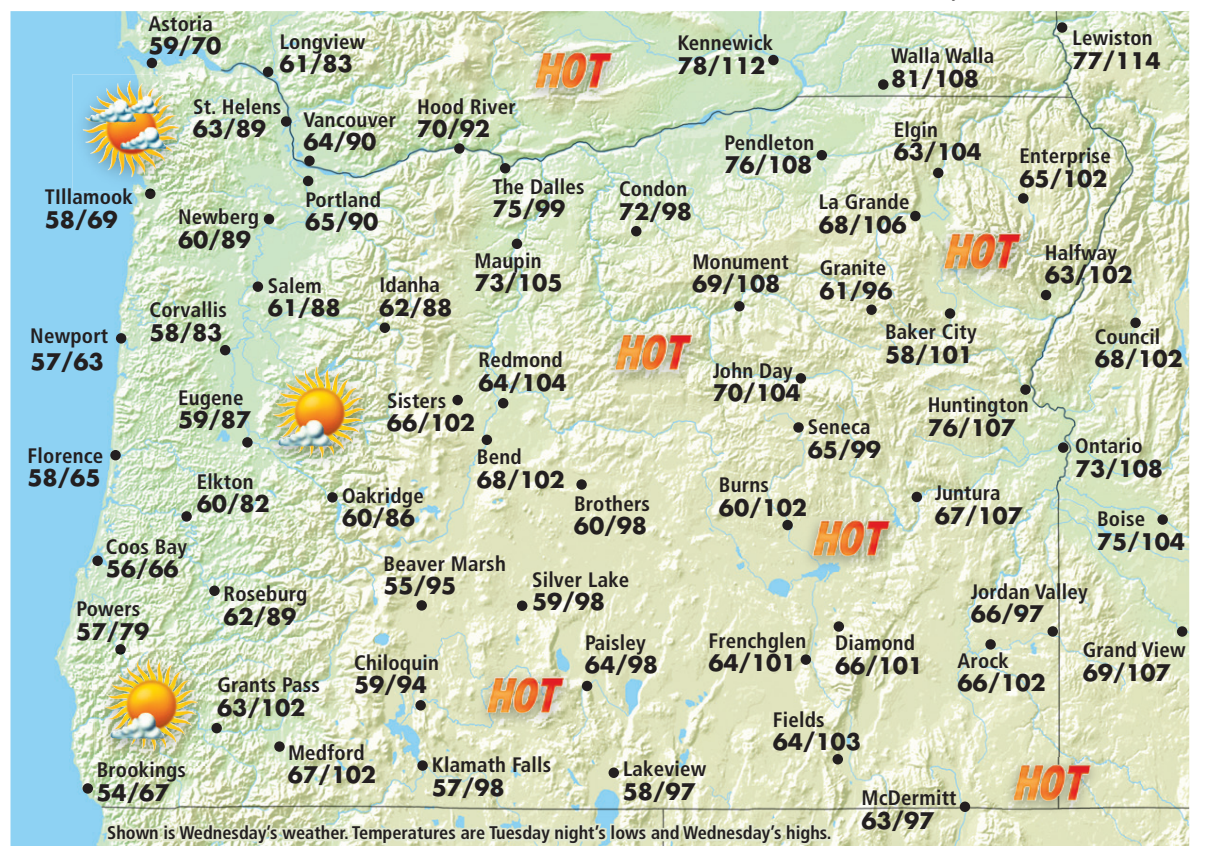 Astoria
59/70
Longview
61/83
HOT
Kennewick
78/112
Walla Walla
81/108
Lewiston
77/114
St. Helens
63/89
Vancouver
64/90
Hood River
70/92
Pendleton
76/108
Elgin
63/104
Enterprise
65/102
TIllamook
58/69
Newberg
60/89
Portland
65/90
The Dalles
75/99
Condon
72/98
La Grande
68/106
HOT
Maupin
73/105
Monument
69/108
Granite
61/96
Halfway
63/102
Salem
61/88
Idanha
62/88
Corvallis
58/83
Newport
57/63
Baker City
58/101
Council
68/102
HOT
Redmond
64/104
John Day
70/104
Eugene
59/87
Sisters
66/102
Huntington
76/107
Seneca
65/99
Florence
58/65
Bend
68/102
Ontario
73/108
Elkton
60/82
Oakridge
60/86
Brothers
60/98
Burns
60/102
Juntura
67/107
Boise
75/104
HOT
Coos Bay
56/66
Beaver Marsh
55/95
Silver Lake
59/98
Roseburg
62/89
Jordan Valley
66/97
Powers
57/79
Paisley
64/98
Frenchglen
64/101
Diamond
66/101
Arock
66/102
Grand View
69/107
Chiloquin
59/94
HOT
Grants Pass
63/102
Fields
64/103
Medford
67/102
Klamath Falls
57/98
Lakeview
58/97
Brookings
54/67
HOT
McDermitt
63/97
Shown is Wednesday's weather. Temperatures are Tuesday night's lows and Wednesday's highs.